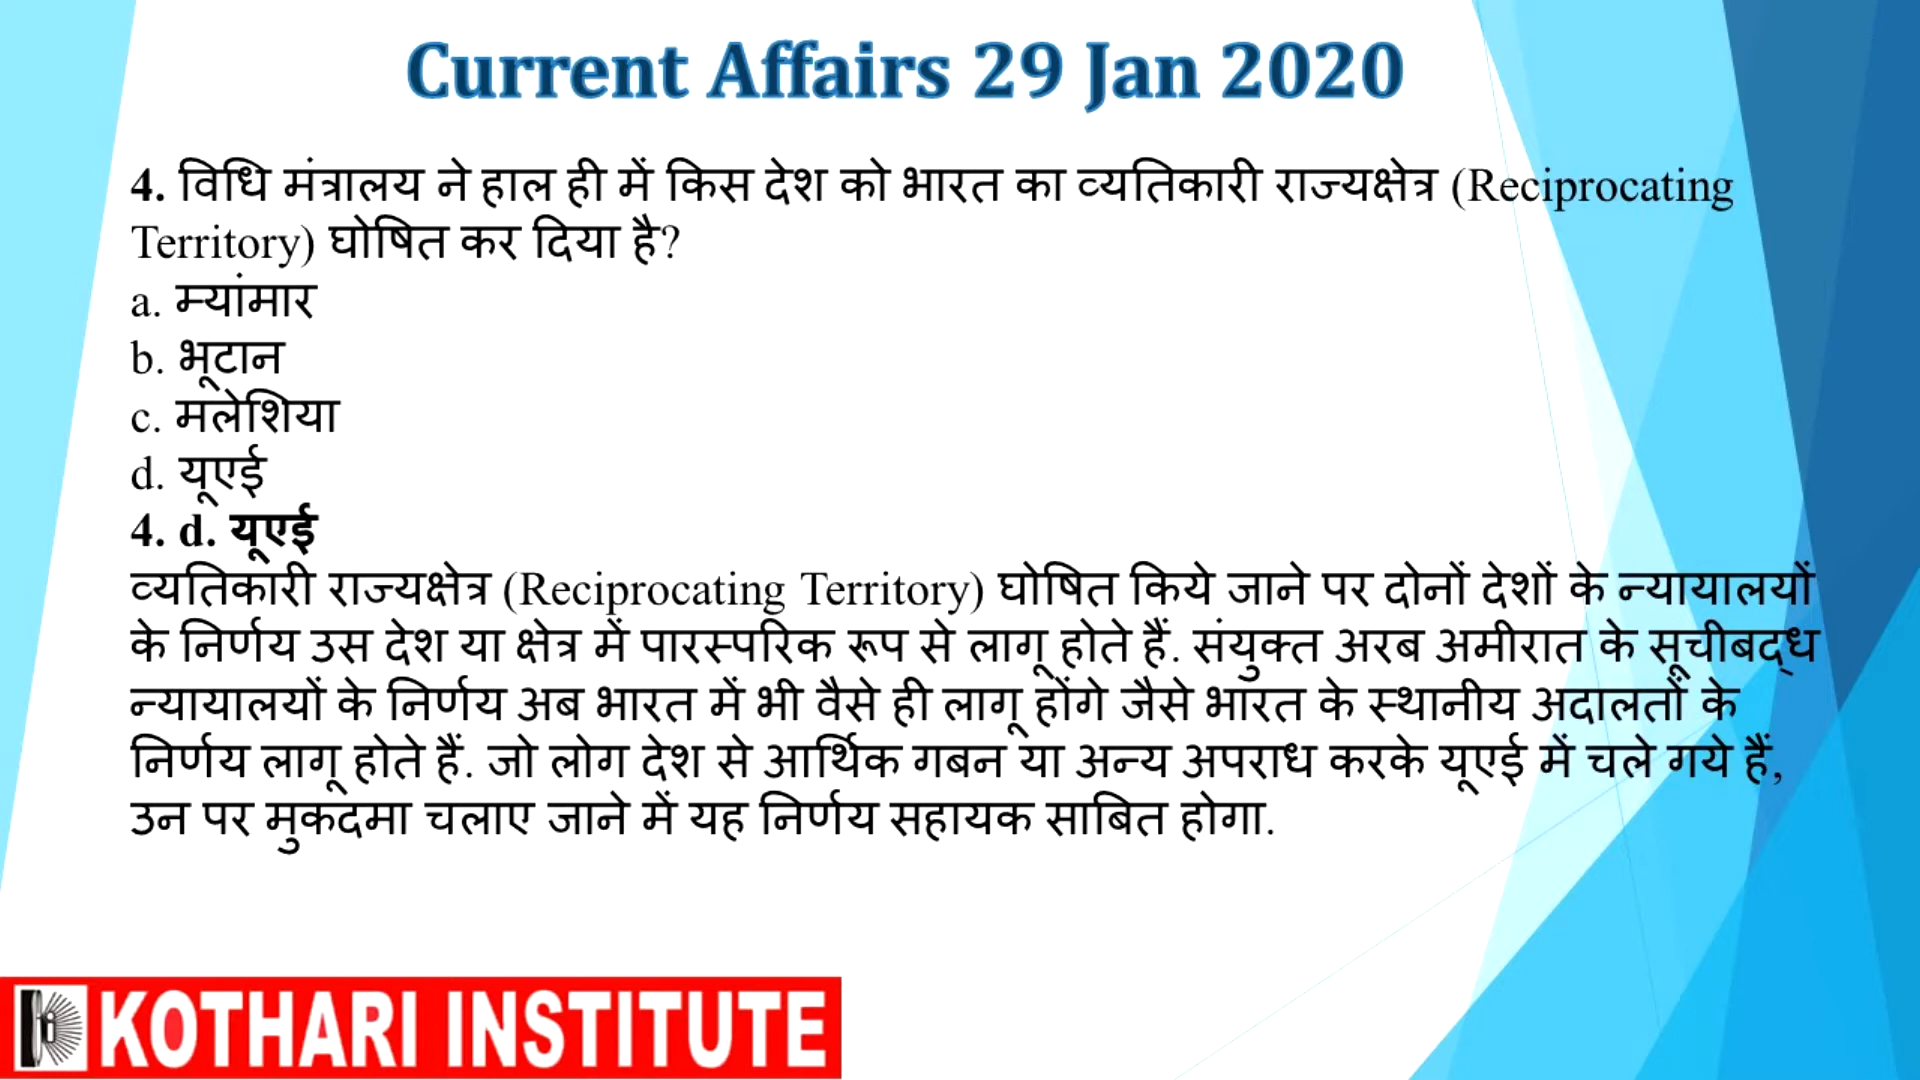 Current Affairs 29 Jan 2020
4. विधि मंत्रालय ने हाल ही में किस देश को भारत का व्यतिकारी राज्यक्षेत्र (Reciprocating
Territory) घोषित कर दिया है?
a. म्यांमार
b. भूटान
c. मलेशिया
d. यूएई
4. d. यूएई
व्यतिकारी राज्यक्षेत्र (Reciprocating Territory) घोषित किये जाने पर दोनों देशों के न्यायालयों
के निर्णय उस देश या क्षेत्र में पारस्परिक रूप से लागू होते हैं. संयुक्त अरब अमीरात के सूचीबद्ध
न्यायालयों के निर्णय अब भारत में भी वैसे ही लागू होंगे जैसे भारत के स्थानीय अदालतों के
निर्णय लागू होते हैं. जो लोग देश से आर्थिक गबन या अन्य अपराध करके यूएई में चले गये हैं,
उन पर मुकदमा चलाए जाने में यह निर्णय सहायक साबित होगा.
KOTHARI INSTITUTE